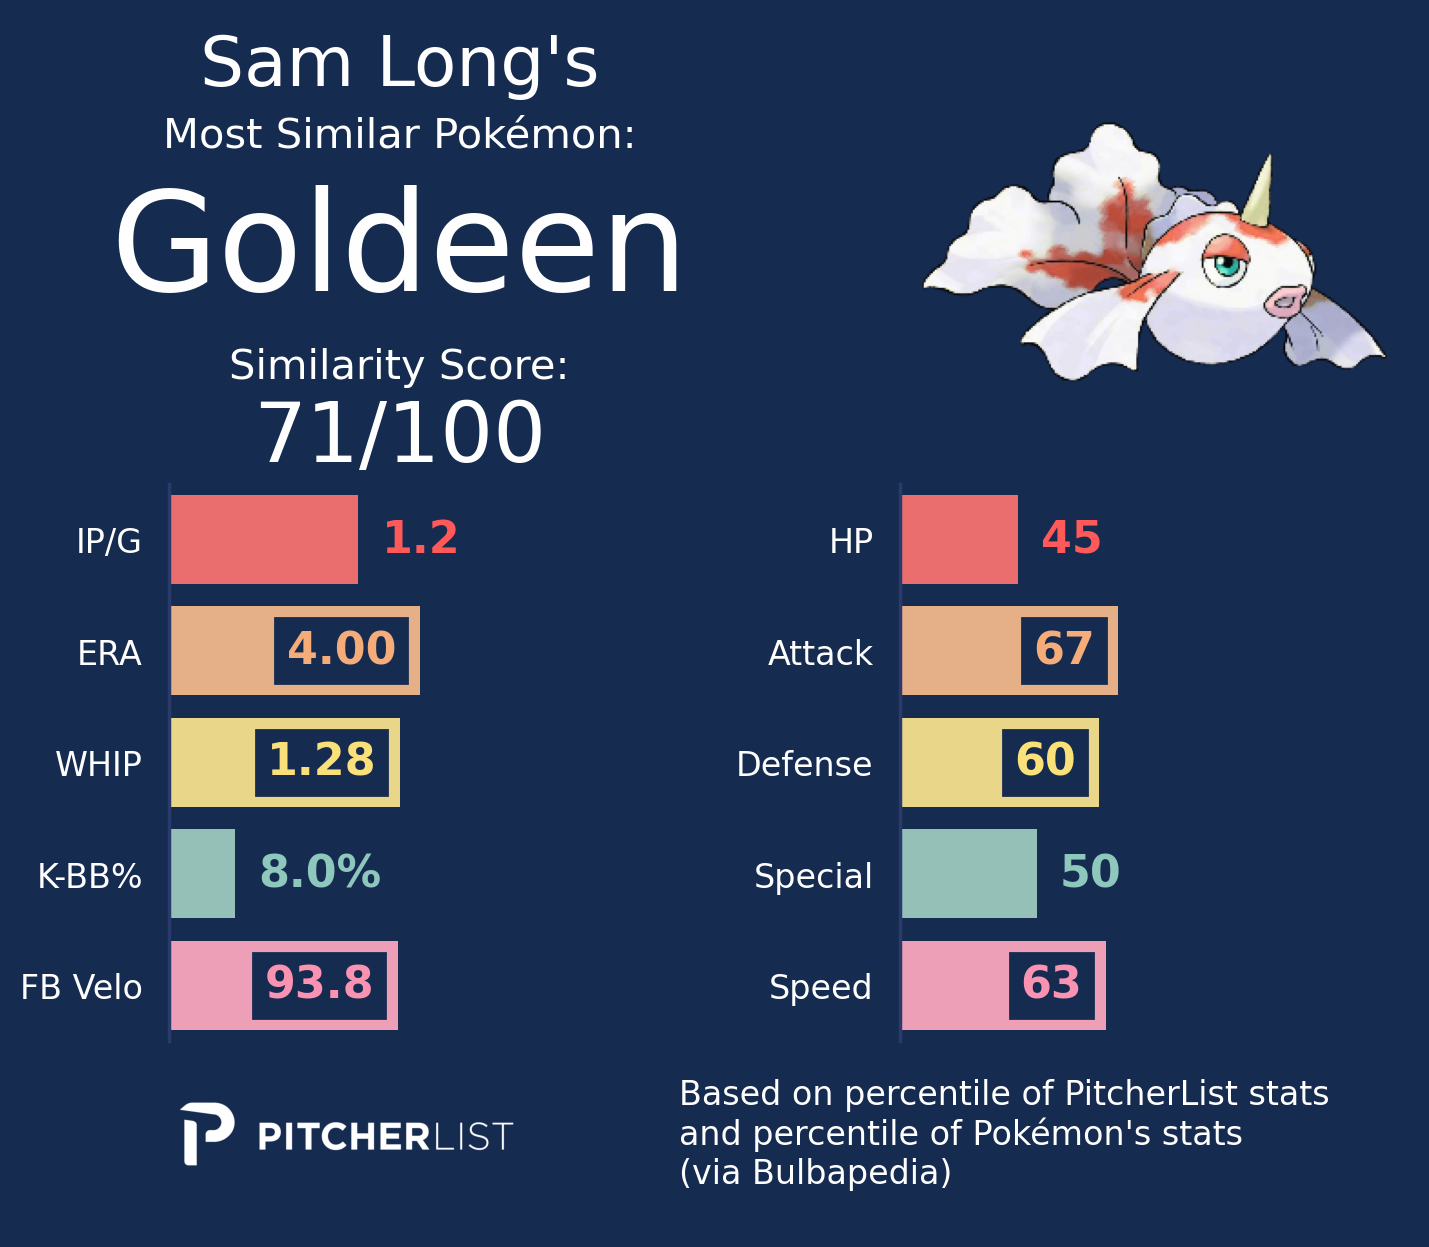 Sam Long's
Most Similar Pokémon:
Goldeen
Similarity Score:
71/100
IP/G 1.2
ERA 4.00
WHIP 1.28
K-BB% 8.0%
FB Velo 93.8
HP 45
Attack 67
Defense 60
Special 50
Speed 63
PITCHERLIST
Based on percentile of PitcherList stats
and percentile of Pokémon's stats
(via Bulbapedia)